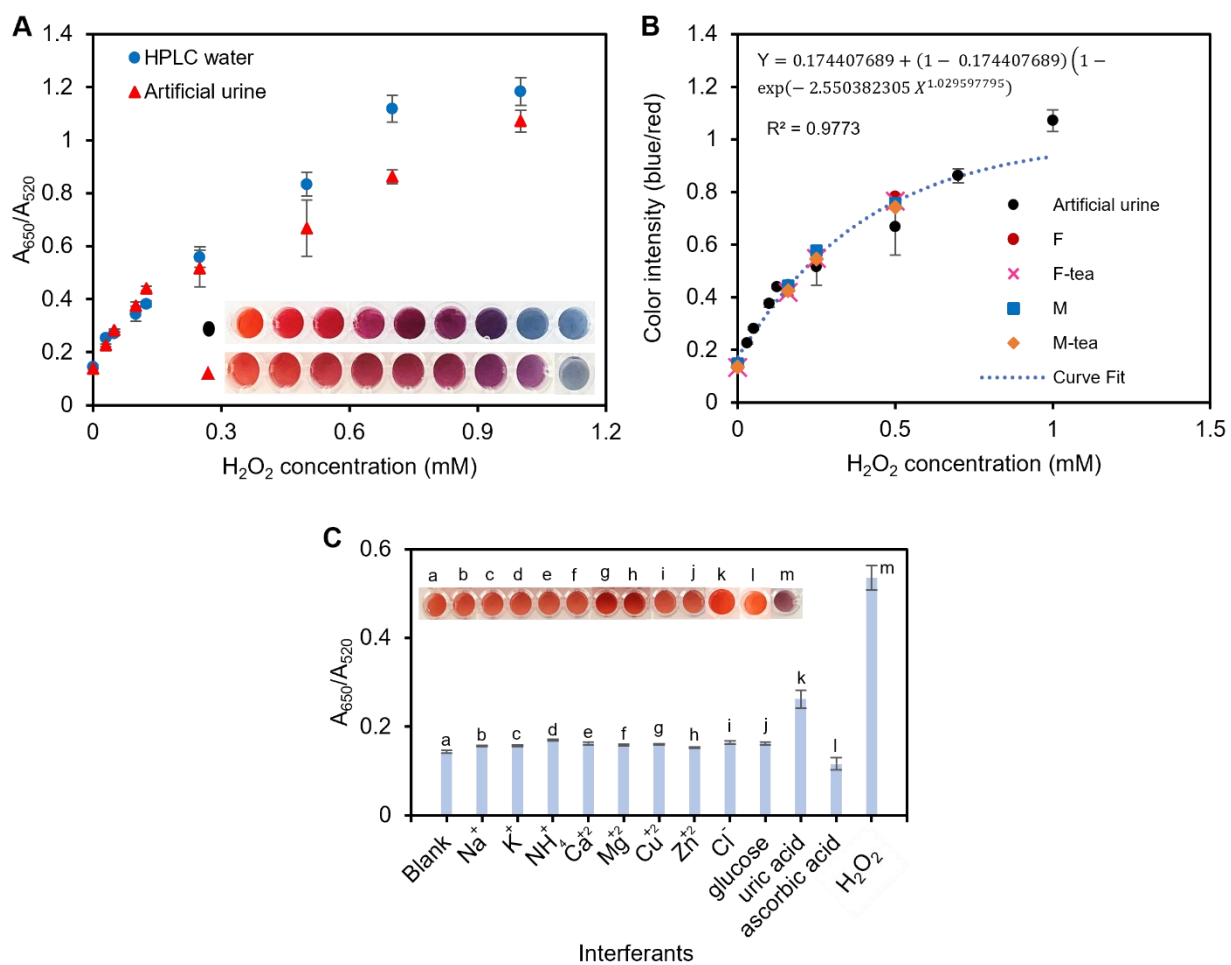 A
1.4
1.2
1
0.8
0.6
0.4
0.2
0
A650/A520
HPLC water
Artificial urine
0
0.3
0.6
0.9
1.2
H2O2 concentration (mM)
B
1.4
1.2
1
0.8
0.6
0.4
0.2
0
Color intensity (blue/red)
Y = 0.174407689 + (1 − 0.174407689) (1 −
exp(− 2.550382305 X^1.029597795)
R² = 0.9773
Artificial urine
F
F-tea
M
M-tea
Curve Fit
0
0.5
1
1.5
H2O2 concentration (mM)
C
0.6
0.4
0.2
0
A650/A520
a b c d e f g h i j k l m
a b c d e f g h i j k l m
Blank
Na+
K+
NH4+
Ca+2
Mg+2
Cu+2
Zn+2
Cl-
glucose
uric acid
ascorbic acid
H2O2
Interferants